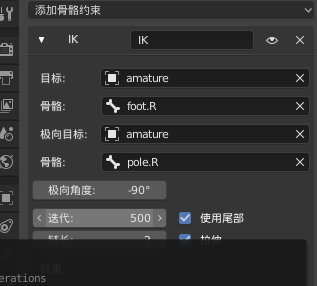 添加骨骼约束
IK IK
目标: amature
骨骼: foot.R
极向目标: amature
骨骼: pole.R
极向角度: -90°
迭代: 500 使用尾部
链长: 2 拉伸
erations